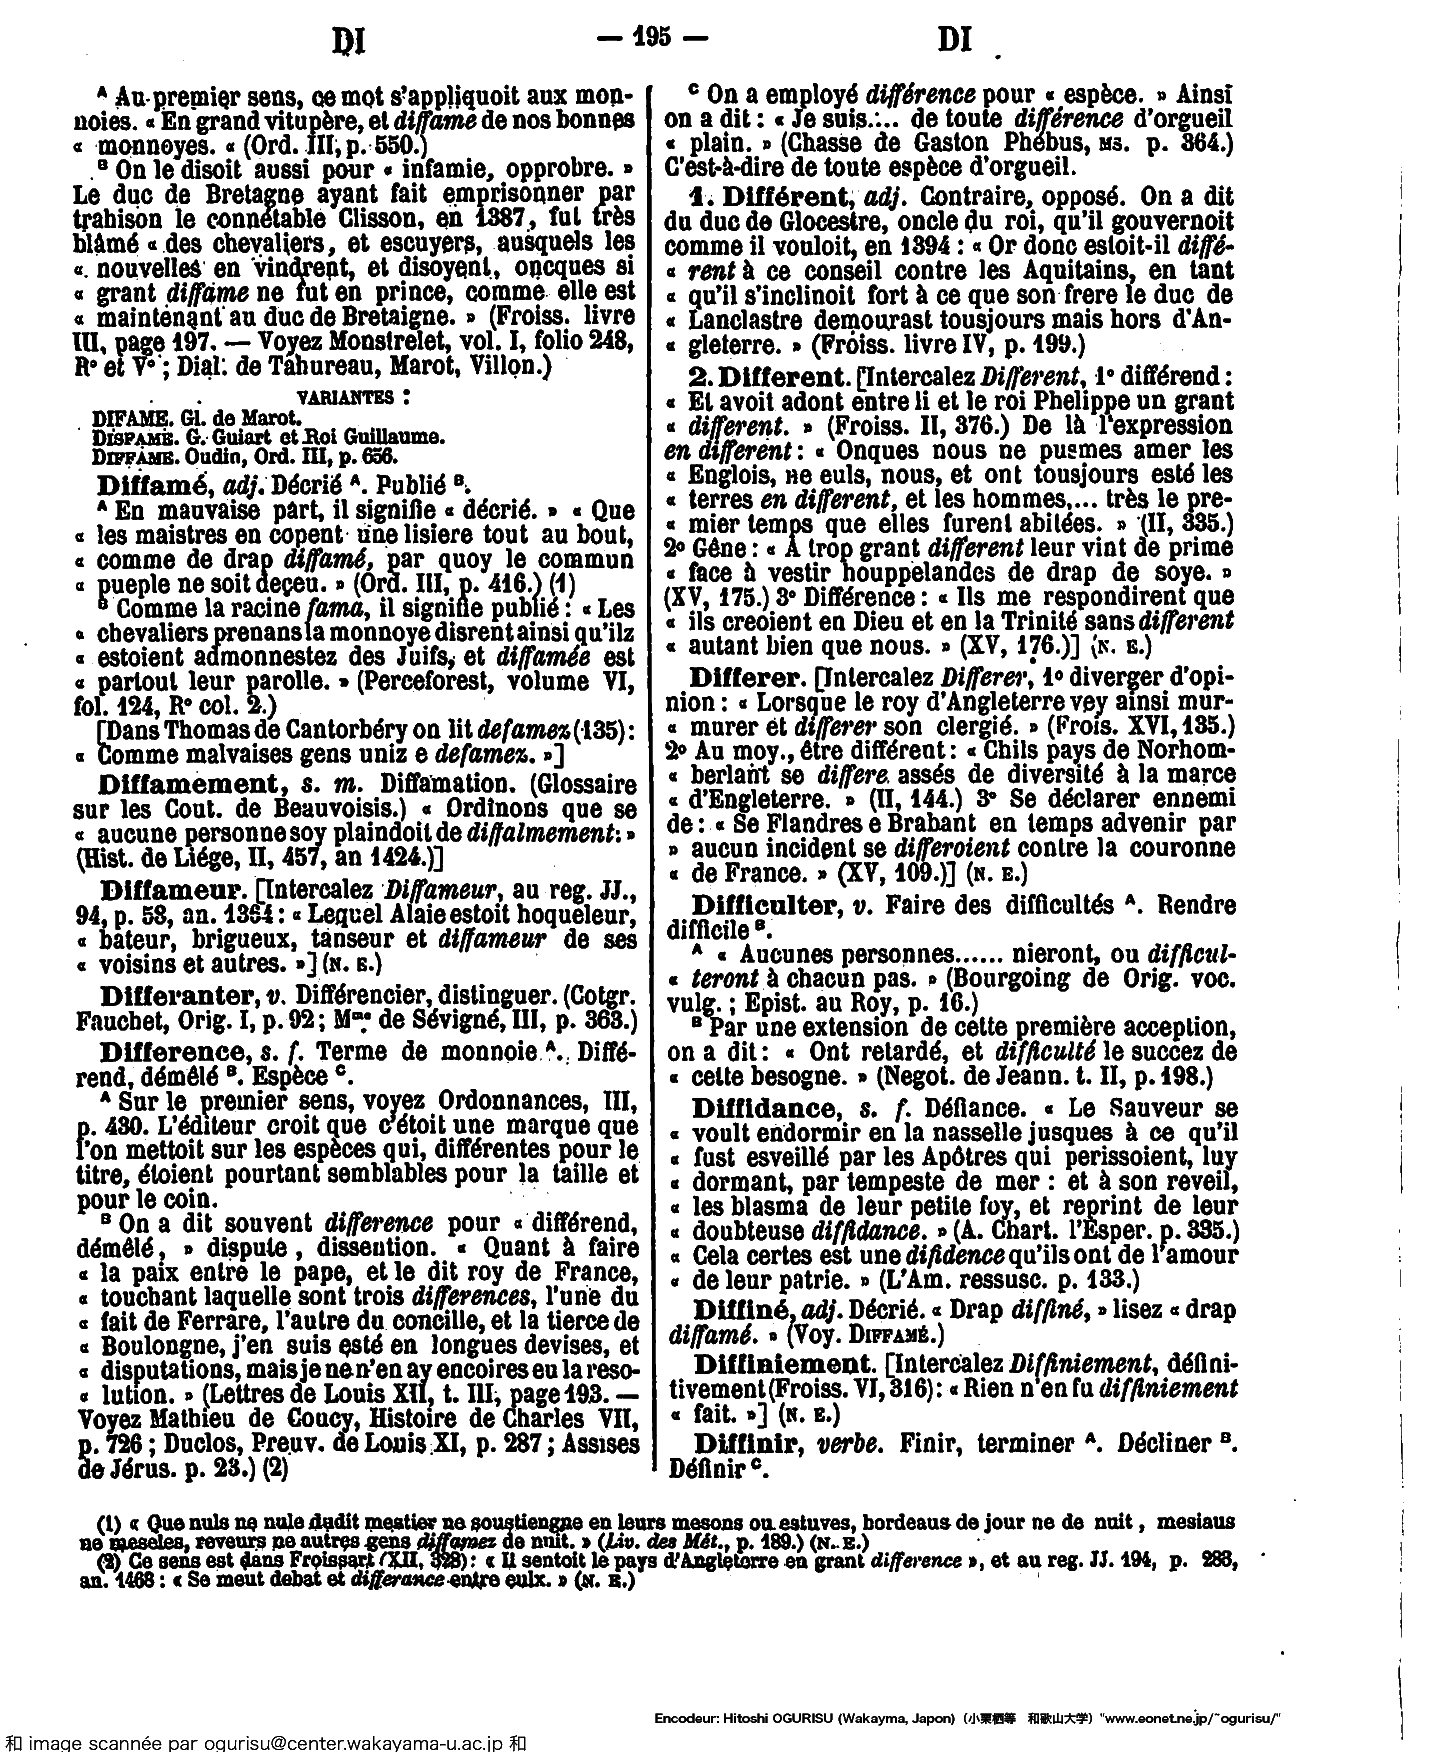 DI — 195 — DI
ᴬ Au premier sens, ce mot s'appliquoit aux mon-
noies. « En grand vitupère, et diffame de nos bonnes
« monnoyes. « (Ord. III, p. 550.)
ᴮ On le disoit aussi pour « infamie, opprobre. »
Le duc de Bretagne ayant fait emprisonner par
trahison le connétable Clisson, en 1387, fut très
blâmé « des chevaliers, et escuyers, ausquels les
« nouvelles en vindrent, et disoyent, oncques si
« grant diffame ne fut en prince, comme elle est
« maintenant au duc de Bretaigne. » (Froiss. livre
III, page 197. — Voyez Monstrelet, vol. I, folio 248,
R° et V° ; Dial. de Tahureau, Marot, Villon.)
VARIANTES :
DIFAME. Gl. de Marot.
DISFAME. G. Guiart et Roi Guillaume.
DIFFAME. Oudin, Ord. III, p. 656.
Diffamé, adj. Décrié ᴬ. Publié ᴮ.
ᴬ En mauvaise part, il signifie « décrié. » « Que
« les maistres en copent une lisiere tout au bout,
« comme de drap diffamé, par quoy le commun
« pueple ne soit deçeu. » (Ord. III, p. 416.) (1)
ᴮ Comme la racine fama, il signifie publié : « Les
« chevaliers prenans la monnoye disrent ainsi qu'ilz
« estoient admonnestez des Juifs, et diffamée est
« partout leur parolle. » (Perceforest, volume VI,
fol. 124, R° col. 2.)
[Dans Thomas de Cantorbéry on lit defamez (135) :
« Comme malvaises gens uniz e defamez. »]
Diffamement, s. m. Diffamation. (Glossaire
sur les Cout. de Beauvoisis.) « Ordinons que se
« aucune personne soy plaindoit de diffalmement. »
(Hist. de Liége, II, 457, an 1424.)]
Diffameur. [Intercalez Diffameur, au reg. JJ.,
94, p. 58, an. 1364 : « Lequel Alaie estoit hoqueleur,
« bateur, brigueux, tanseur et diffameur de ses
« voisins et autres. »] (N. E.)
Differanter, v. Différencier, distinguer. (Cotgr.
Fauchet, Orig. I, p. 92 ; Mᵐᵉ de Sévigné, III, p. 363.)
Difference, s. f. Terme de monnoie ᴬ. Diffé-
rend, démêlé ᴮ. Espèce ᶜ.
ᴬ Sur le premier sens, voyez Ordonnances, III,
p. 430. L'éditeur croit que c'étoit une marque que
l'on mettoit sur les espèces qui, différentes pour le
titre, étoient pourtant semblables pour la taille et
pour le coin.
ᴮ On a dit souvent difference pour « différend,
démêlé, » dispute, dissention. « Quant à faire
« la paix entre le pape, et le dit roy de France,
« touchant laquelle sont trois differences, l'une du
« fait de Ferrare, l'autre du concille, et la tierce de
« Boulongne, j'en suis esté en longues devises, et
« disputations, mais je ne n'en ay encoires eu la reso-
« lution. » (Lettres de Louis XII, t. III, page 193. —
Voyez Mathieu de Coucy, Histoire de Charles VII,
p. 726 ; Duclos, Preuv. de Louis XI, p. 287 ; Assises
de Jérus. p. 23.) (2)
ᶜ On a employé différence pour « espèce. » Ainsi
on a dit : « Je suis.... de toute différence d'orgueil
« plain. » (Chasse de Gaston Phébus, MS. p. 364.)
C'est-à-dire de toute espèce d'orgueil.
1. Différent, adj. Contraire, opposé. On a dit
du duc de Glocestre, oncle du roi, qu'il gouvernoit
comme il vouloit, en 1394 : « Or donc estoit-il diffé-
« rent à ce conseil contre les Aquitains, en tant
« qu'il s'inclinoit fort à ce que son frere le duc de
« Lanclastre demourast tousjours mais hors d'An-
« gleterre. » (Froiss. livre IV, p. 199.)
2. Different. [Intercalez Different, 1° différend :
« Et avoit adont entre li et le roi Phelippe un grant
« different. » (Froiss. II, 376.) De là l'expression
en different : « Onques nous ne pusmes amer les
« Englois, ne euls, nous, et ont tousjours esté les
« terres en different, et les hommes,... très le pre-
« mier temps que elles furent abitées. » (II, 335.)
2° Gêne : « A trop grant different leur vint de prime
« face à vestir houppelandes de drap de soye. »
(XV, 175.) 3° Différence : « Ils me respondirent que
« ils creoient en Dieu et en la Trinité sans different
« autant bien que nous. » (XV, 176.)] (N. E.)
Differer. [Intercalez Differer, 1° diverger d'opi-
nion : « Lorsque le roy d'Angleterre vey ainsi mur-
« murer et differer son clergié. » (Frois. XVI, 135.)
2° Au moy., être différent : « Chils pays de Norhom-
« berlant se differe assés de diversité à la marce
« d'Engleterre. » (II, 144.) 3° Se déclarer ennemi
de : « Se Flandres e Brabant en temps advenir par
» aucun incident se differoient contre la couronne
« de France. » (XV, 109.)] (N. E.)
Difficulter, v. Faire des difficultés ᴬ. Rendre
difficile ᴮ.
ᴬ « Aucunes personnes...... nieront, ou difficul-
« teront à chacun pas. » (Bourgoing de Orig. voc.
vulg. ; Epist. au Roy, p. 16.)
ᴮ Par une extension de cette première acception,
on a dit : « Ont retardé, et difficulté le succez de
« cette besogne. » (Negot. de Jeann. t. II, p. 198.)
Diffidance, s. f. Défiance. « Le Sauveur se
« voult endormir en la nasselle jusques à ce qu'il
« fust esveillé par les Apôtres qui perissoient, luy
« dormant, par tempeste de mer : et à son reveil,
« les blasma de leur petite foy, et reprint de leur
« doubteuse diffidance. » (A. Chart. l'Esper. p. 335.)
« Cela certes est une difidence qu'ils ont de l'amour
« de leur patrie. » (L'Am. ressusc. p. 133.)
Diffiné, adj. Décrié. « Drap diffiné, » lisez « drap
diffamé. » (Voy. DIFFAMÉ.)
Diffiniement. [Intercalez Diffiniement, défini-
tivement (Froiss. VI, 316) : « Rien n'en fu diffiniement
« fait. »] (N. E.)
Diffinir, verbe. Finir, terminer ᴬ. Décliner ᴮ.
Définir ᶜ.
(1) « Que nuls ne nule dudit mestier ne soustiengne en leurs mesons ou estuves, bordeaus de jour ne de nuit, mesiaus
ne meseles, reveurs ne autres gens diffamez de nuit. » (Liv. des Mét., p. 189.) (N. E.)
(2) Ce sens est dans Froissart (XII, 328) : « Il sentoit le pays d'Angleterre en grant difference », et au reg. JJ. 194, p. 283,
an. 1468 : « Se meut debat et differance entre eulx. » (N. E.)
Encodeur: Hitoshi OGURISU (Wakayma, Japon) (小栗栖等 和歌山大学) "www.eonet.ne.jp/~ogurisu/"
和 image scannée par ogurisu@center.wakayama-u.ac.jp 和